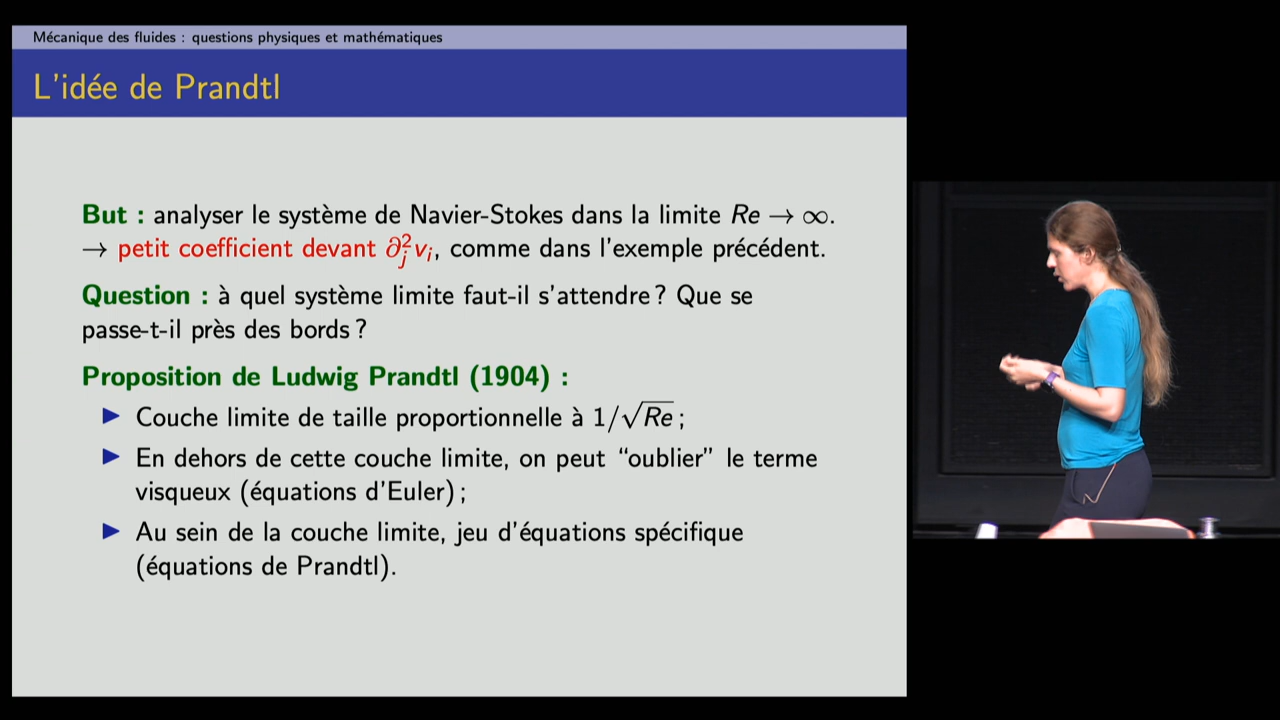 Mécanique des fluides : questions physiques et mathématiques
L'idée de Prandtl
But : analyser le système de Navier-Stokes dans la limite Re → ∞.
→ petit coefficient devant ∂²ⱼvᵢ, comme dans l'exemple précédent.
Question : à quel système limite faut-il s'attendre ? Que se
passe-t-il près des bords ?
Proposition de Ludwig Prandtl (1904) :
▶ Couche limite de taille proportionnelle à 1/√Re ;
▶ En dehors de cette couche limite, on peut “oublier” le terme
visqueux (équations d'Euler) ;
▶ Au sein de la couche limite, jeu d'équations spécifique
(équations de Prandtl).